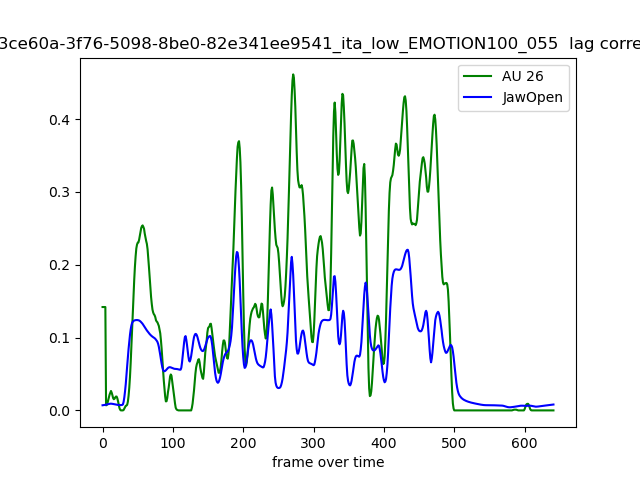 3ce60a-3f76-5098-8be0-82e341ee9541_ita_low_EMOTION100_055 lag corre
AU 26
JawOpen
0.4
0.3
0.2
0.1
0.0
0 100 200 300 400 500 600
frame over time